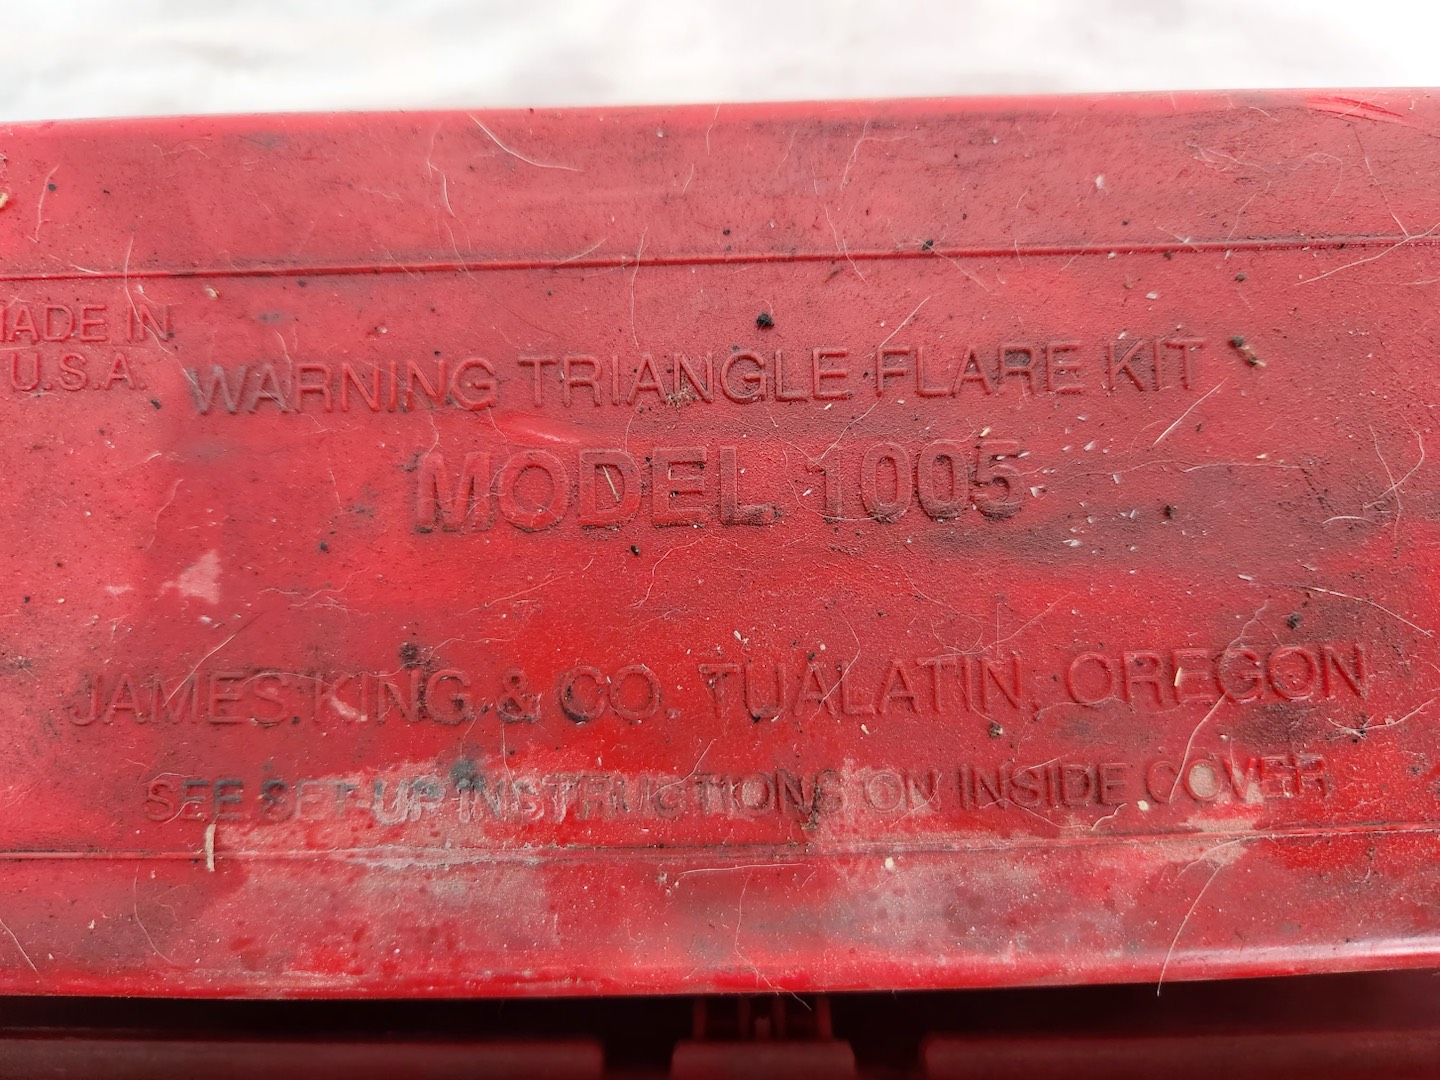 MADE IN
U.S.A.
WARNING TRIANGLE FLARE KIT
MODEL 1005
JAMES KING & CO. TUALATIN, OREGON
SEE SET-UP INSTRUCTIONS ON INSIDE COVER